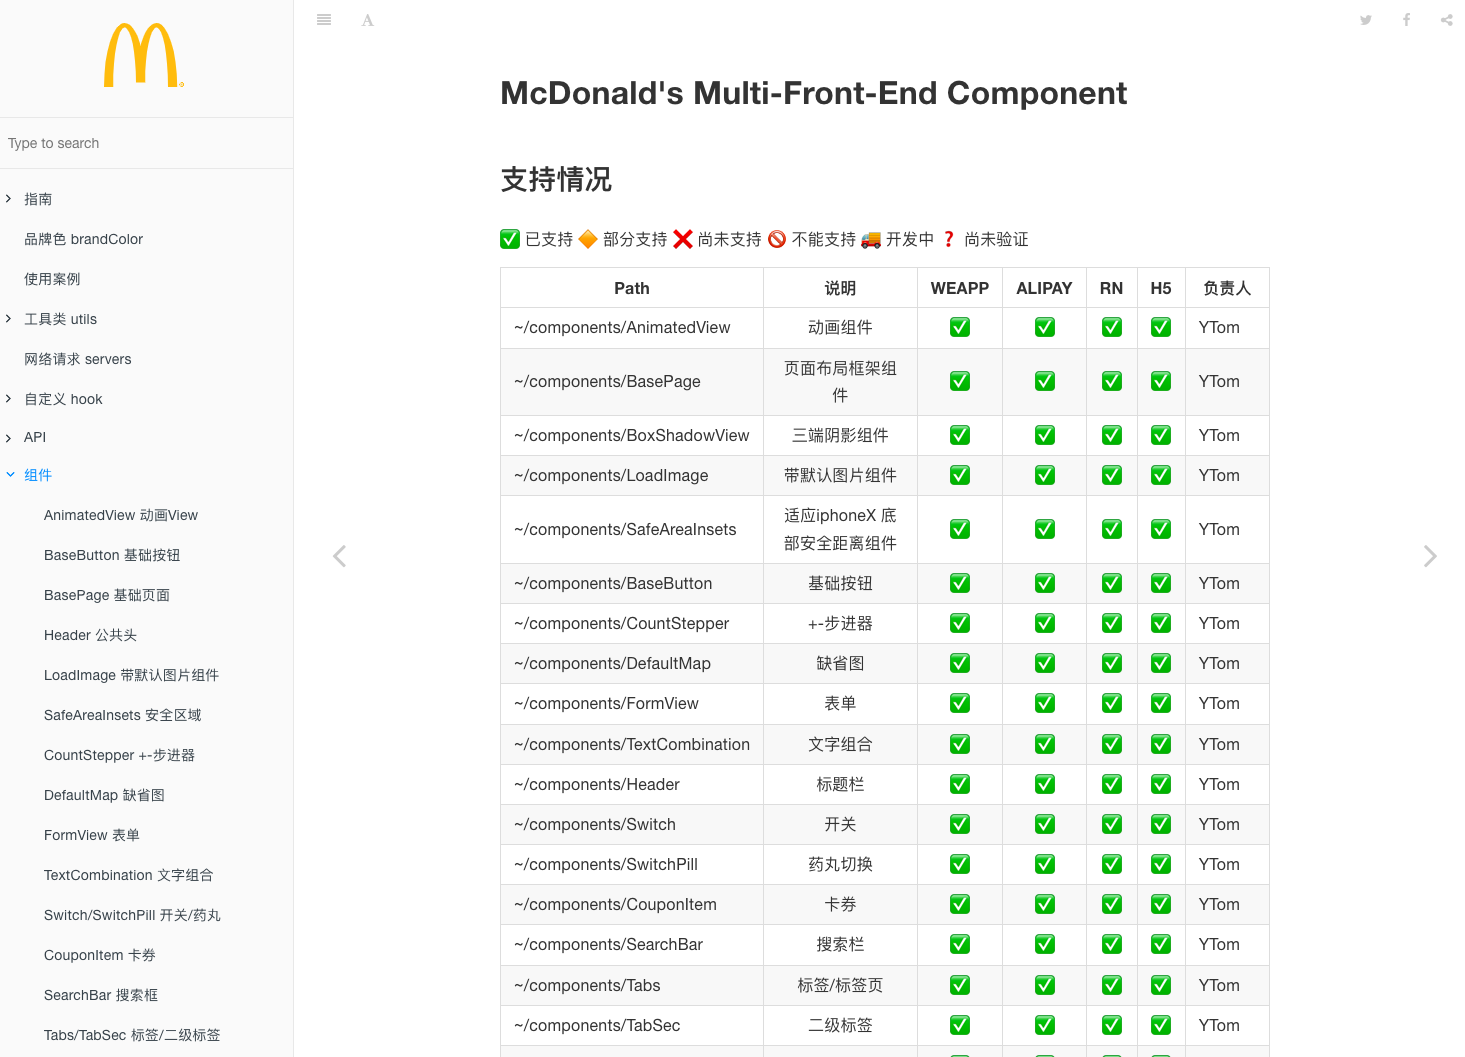 Type to search
指南
品牌色 brandColor
使用案例
工具类 utils
网络请求 servers
自定义 hook
API
组件
AnimatedView 动画View
BaseButton 基础按钮
BasePage 基础页面
Header 公共头
LoadImage 带默认图片组件
SafeAreaInsets 安全区域
CountStepper +-步进器
DefaultMap 缺省图
FormView 表单
TextCombination 文字组合
Switch/SwitchPill 开关/药丸
CouponItem 卡券
SearchBar 搜索框
Tabs/TabSec 标签/二级标签
A
McDonald's Multi-Front-End Component
支持情况
✅ 已支持 🔶 部分支持 ❌ 尚未支持 🚫 不能支持 🚚 开发中 ❓ 尚未验证
Path 说明 WEAPP ALIPAY RN H5 负责人
~/components/AnimatedView 动画组件 ✅ ✅ ✅ ✅ YTom
~/components/BasePage 页面布局框架组
件 ✅ ✅ ✅ ✅ YTom
~/components/BoxShadowView 三端阴影组件 ✅ ✅ ✅ ✅ YTom
~/components/LoadImage 带默认图片组件 ✅ ✅ ✅ ✅ YTom
~/components/SafeAreaInsets 适应iphoneX 底
部安全距离组件 ✅ ✅ ✅ ✅ YTom
~/components/BaseButton 基础按钮 ✅ ✅ ✅ ✅ YTom
~/components/CountStepper +-步进器 ✅ ✅ ✅ ✅ YTom
~/components/DefaultMap 缺省图 ✅ ✅ ✅ ✅ YTom
~/components/FormView 表单 ✅ ✅ ✅ ✅ YTom
~/components/TextCombination 文字组合 ✅ ✅ ✅ ✅ YTom
~/components/Header 标题栏 ✅ ✅ ✅ ✅ YTom
~/components/Switch 开关 ✅ ✅ ✅ ✅ YTom
~/components/SwitchPill 药丸切换 ✅ ✅ ✅ ✅ YTom
~/components/CouponItem 卡券 ✅ ✅ ✅ ✅ YTom
~/components/SearchBar 搜索栏 ✅ ✅ ✅ ✅ YTom
~/components/Tabs 标签/标签页 ✅ ✅ ✅ ✅ YTom
~/components/TabSec 二级标签 ✅ ✅ ✅ ✅ YTom